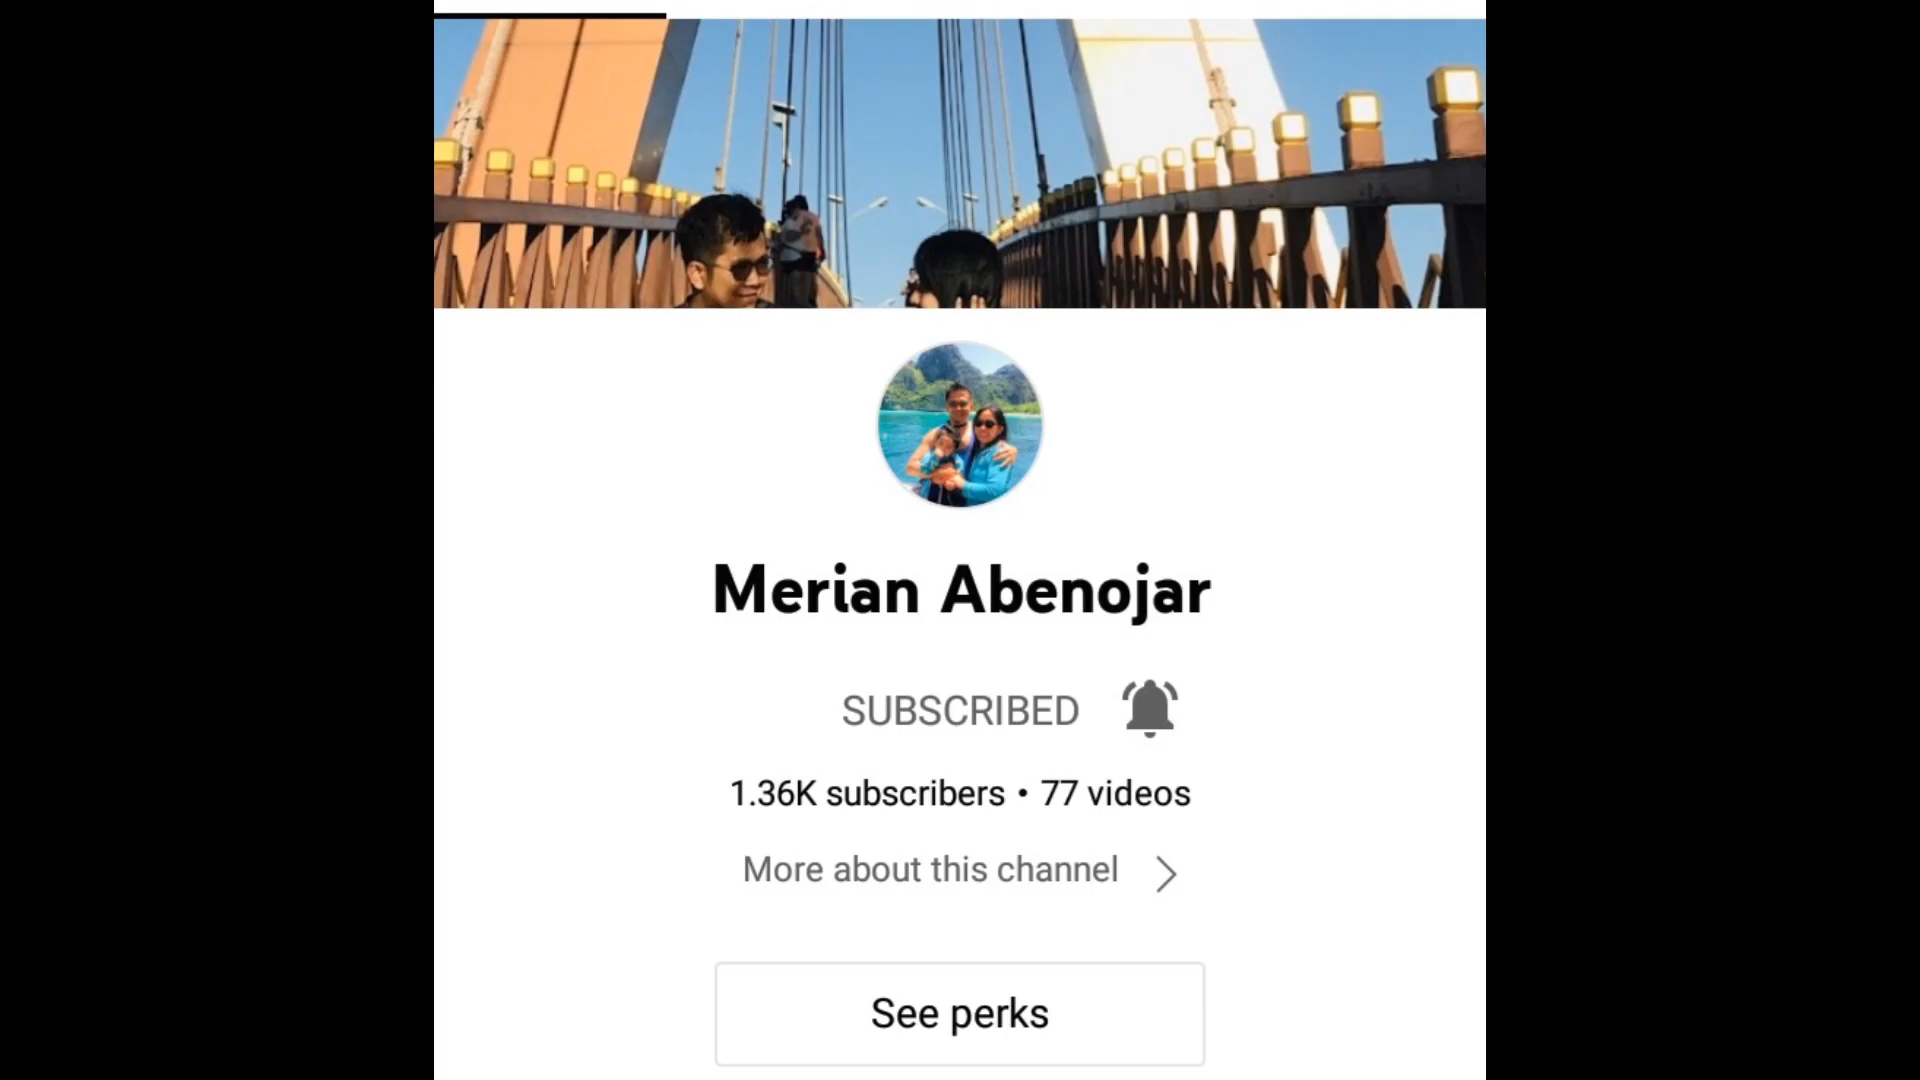 Merian Abenojar
SUBSCRIBED
1.36K subscribers • 77 videos
More about this channel
See perks